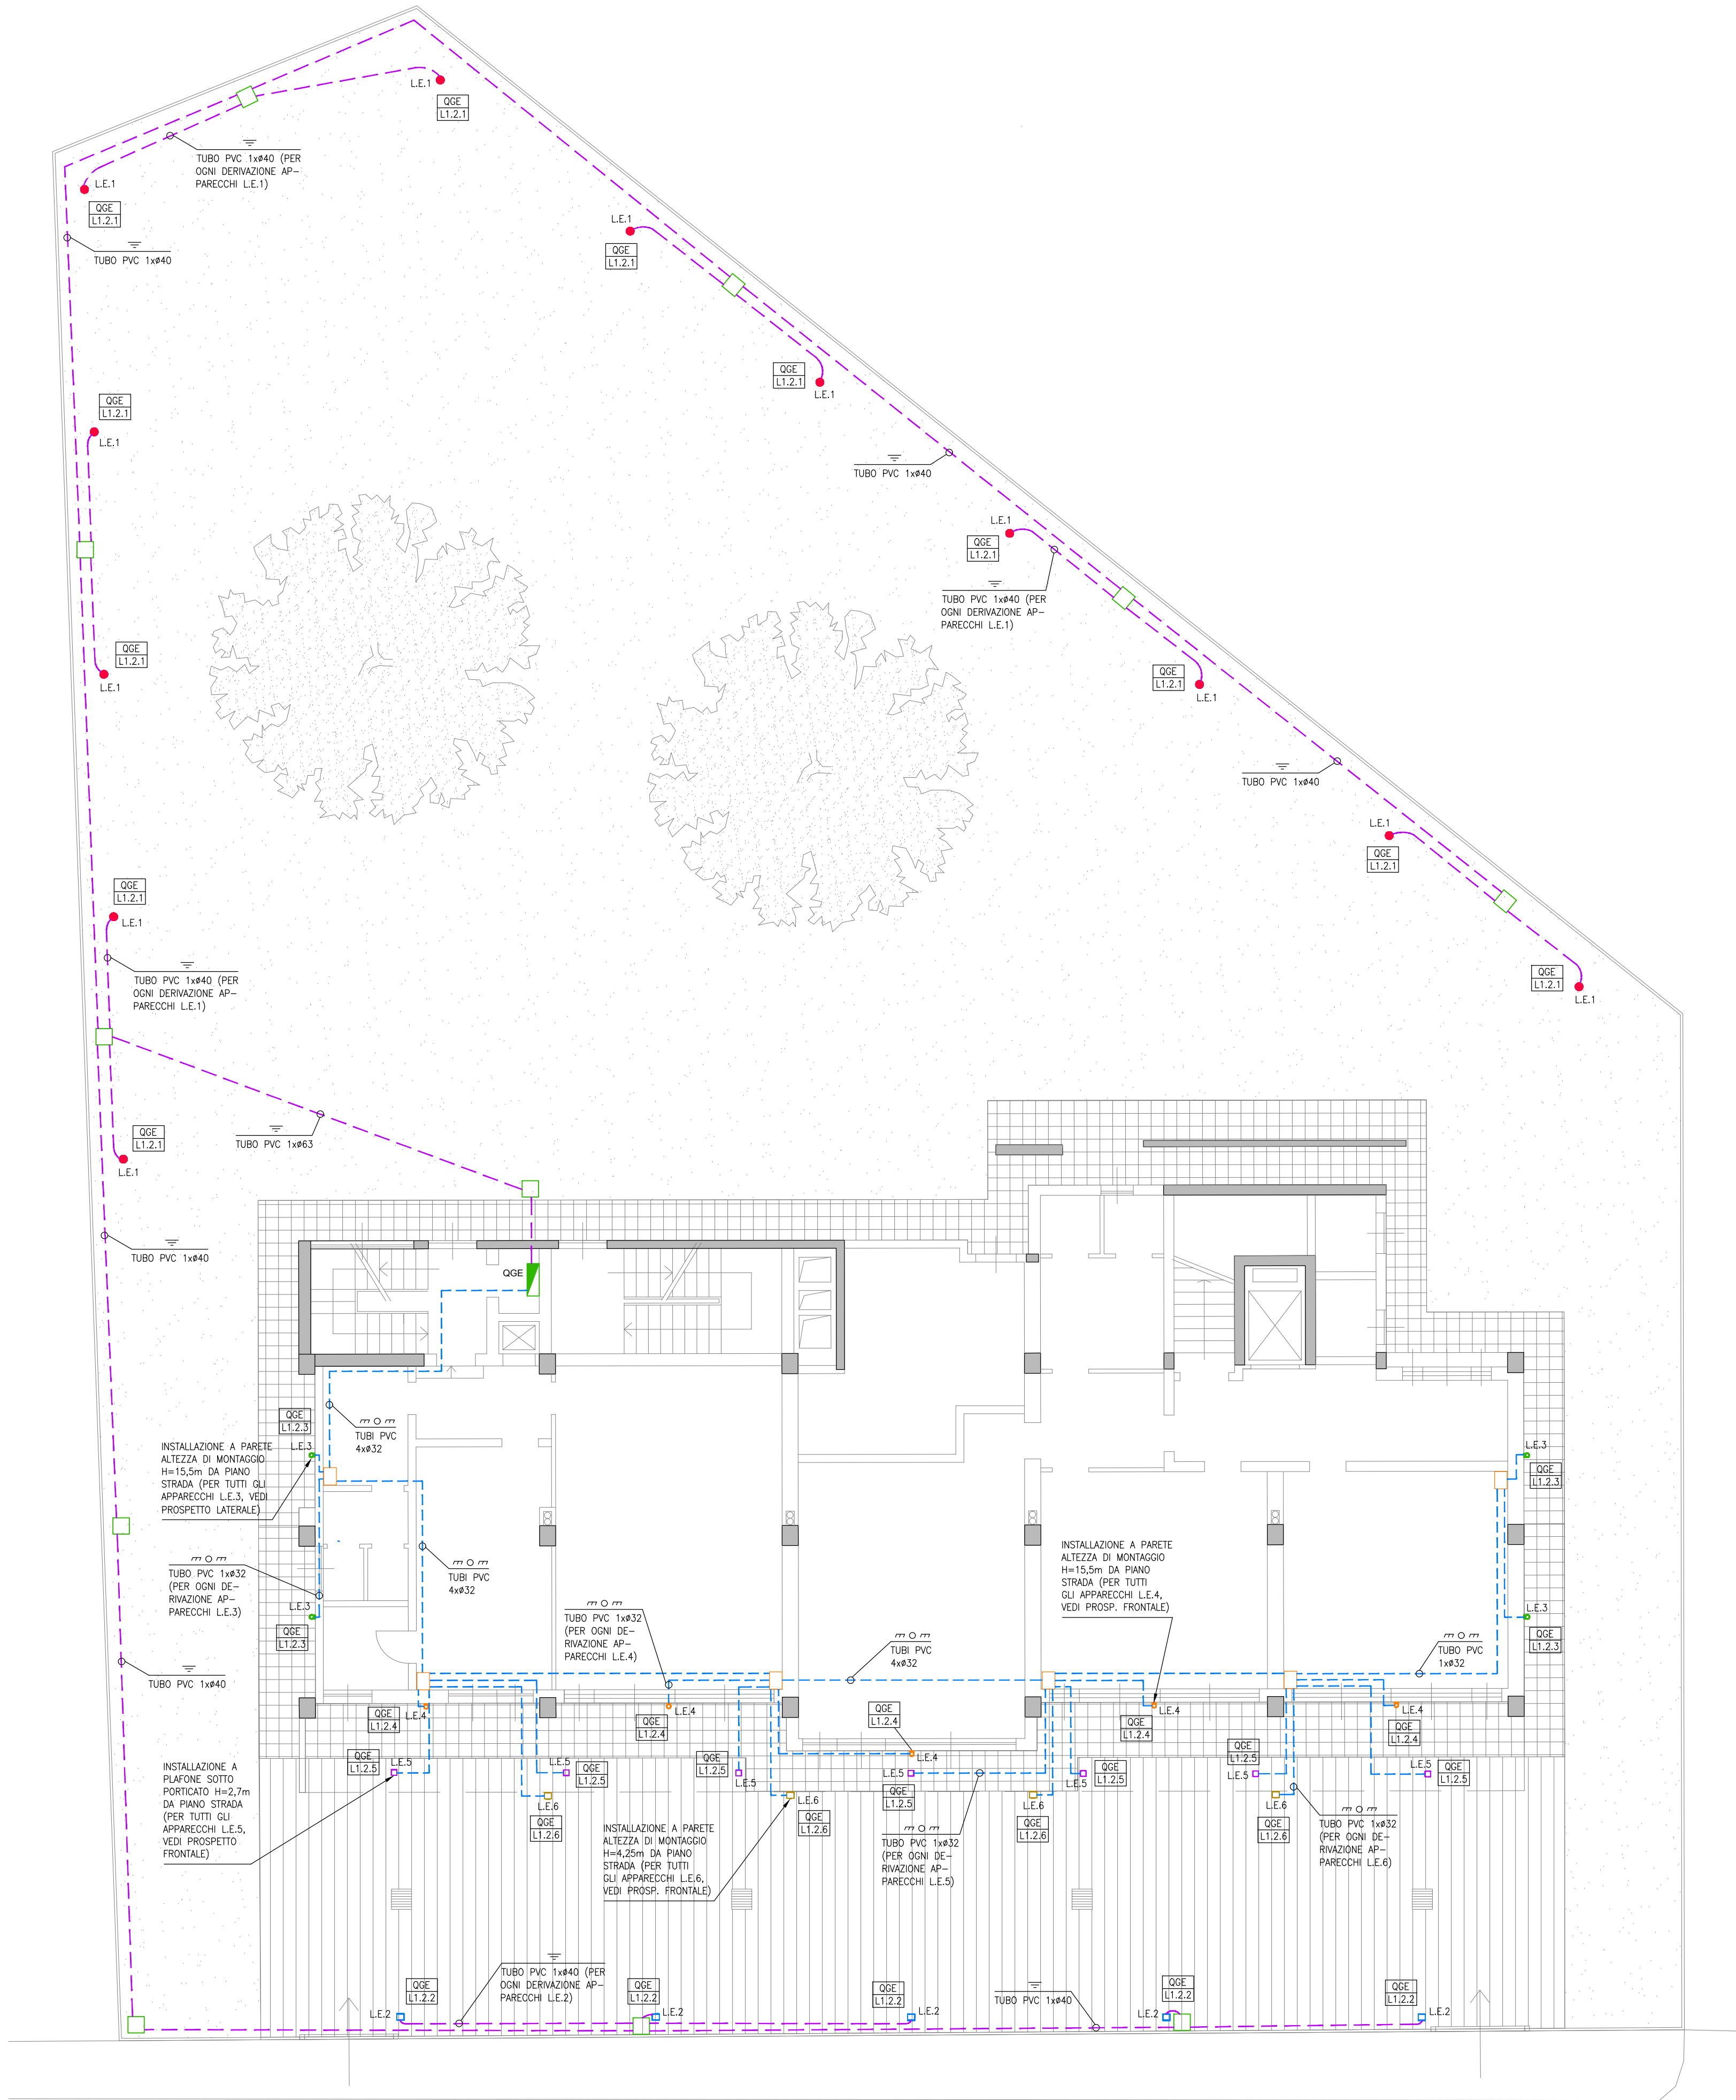 L.E.1
QGE
L1.2.1
TUBO PVC 1xø40 (PER
OGNI DERIVAZIONE AP-
PARECCHI L.E.1)
L.E.1
QGE
L1.2.1
L.E.1
QGE
L1.2.1
TUBO PVC 1xø40
QGE
L1.2.1
L.E.1
QGE
L1.2.1
L.E.1
TUBO PVC 1xø40
L.E.1
QGE
L1.2.1
TUBO PVC 1xø40 (PER
OGNI DERIVAZIONE AP-
PARECCHI L.E.1)
QGE
L1.2.1
L.E.1
QGE
L1.2.1
L.E.1
TUBO PVC 1xø40
L.E.1
QGE
L1.2.1
QGE
L1.2.1
L.E.1
QGE
L1.2.1
L.E.1
TUBO PVC 1xø40 (PER
OGNI DERIVAZIONE AP-
PARECCHI L.E.1)
QGE
L1.2.1
L.E.1
TUBO PVC 1xø63
TUBO PVC 1xø40
QGE
QGE
L1.2.3
TUBI PVC
4xø32
INSTALLAZIONE A PARETE
ALTEZZA DI MONTAGGIO
H=15,5m DA PIANO
STRADA (PER TUTTI GLI
APPARECCHI L.E.3, VEDI
PROSPETTO LATERALE)
L.E.3
L.E.3
QGE
L1.2.3
TUBO PVC 1xø32
(PER OGNI DE-
RIVAZIONE AP-
PARECCHI L.E.3)
L.E.3
QGE
L1.2.3
TUBI PVC
4xø32
INSTALLAZIONE A PARETE
ALTEZZA DI MONTAGGIO
H=15,5m DA PIANO
STRADA (PER TUTTI
GLI APPARECCHI L.E.4,
VEDI PROSP. FRONTALE)
TUBO PVC 1xø32
(PER OGNI DE-
RIVAZIONE AP-
PARECCHI L.E.4)
L.E.3
QGE
L1.2.3
TUBI PVC
4xø32
TUBO PVC
1xø32
TUBO PVC 1xø40
QGE
L1.2.4
L.E.4
QGE
L1.2.4
L.E.4
QGE
L1.2.4
L.E.4
QGE
L1.2.4
L.E.4
QGE
L1.2.4
L.E.4
QGE
L1.2.5
L.E.5
L.E.5
QGE
L1.2.5
QGE
L1.2.5
L.E.5
L.E.5
QGE
L1.2.5
L.E.5
QGE
L1.2.5
QGE
L1.2.5
L.E.5
L.E.5
QGE
L1.2.5
INSTALLAZIONE A
PLAFONE SOTTO
PORTICATO H=2,7m
DA PIANO STRADA
(PER TUTTI GLI
APPARECCHI L.E.5,
VEDI PROSPETTO
FRONTALE)
L.E.6
QGE
L1.2.6
L.E.6
QGE
L1.2.6
L.E.6
QGE
L1.2.6
L.E.6
QGE
L1.2.6
INSTALLAZIONE A PARETE
ALTEZZA DI MONTAGGIO
H=4,25m DA PIANO
STRADA (PER TUTTI
GLI APPARECCHI L.E.6,
VEDI PROSP. FRONTALE)
TUBO PVC 1xø32
(PER OGNI DE-
RIVAZIONE AP-
PARECCHI L.E.5)
TUBO PVC 1xø32
(PER OGNI DE-
RIVAZIONE AP-
PARECCHI L.E.6)
TUBO PVC 1xø40 (PER
OGNI DERIVAZIONE AP-
PARECCHI L.E.2)
TUBO PVC 1xø40
QGE
L1.2.2
L.E.2
QGE
L1.2.2
L.E.2
QGE
L1.2.2
L.E.2
QGE
L1.2.2
L.E.2
QGE
L1.2.2
L.E.2